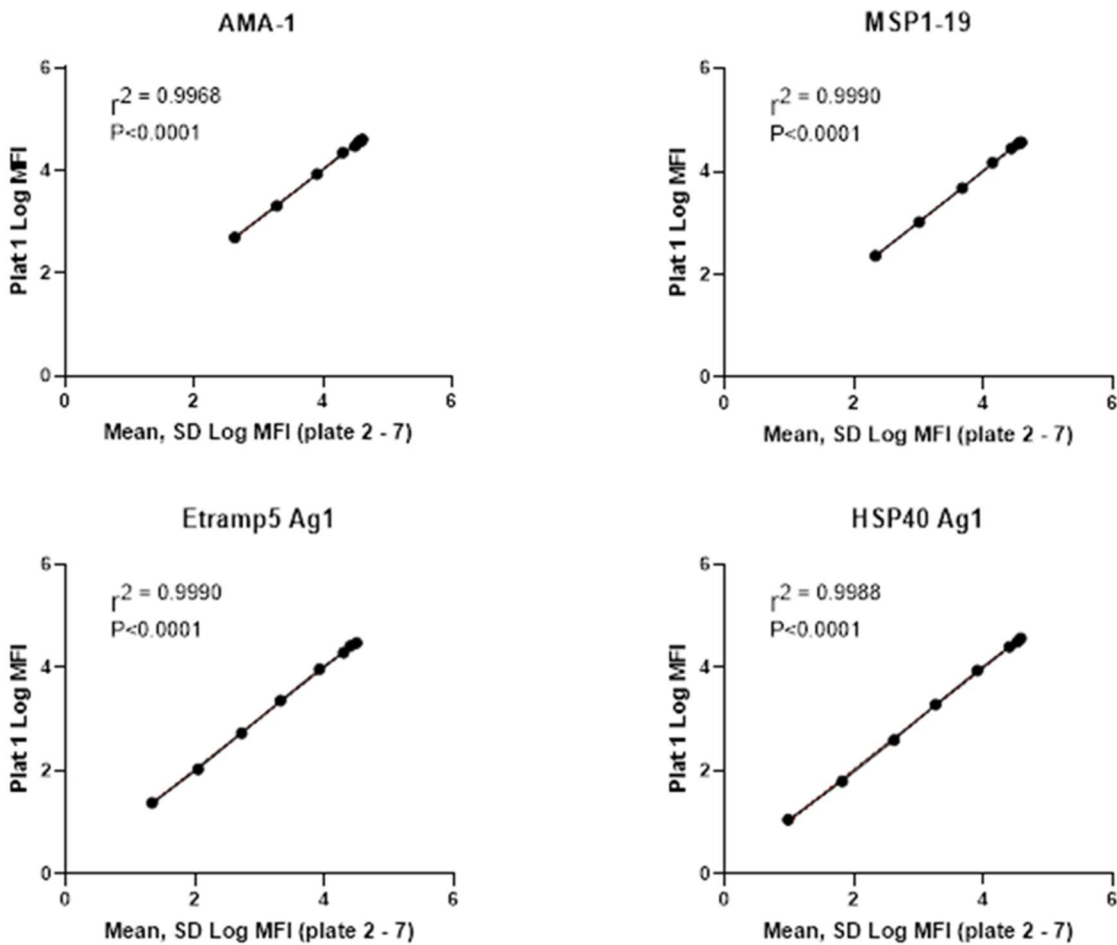 AMA-1
6
4
2
0
r2 = 0.9968
P<0.0001
Plat 1 Log MFI
0 2 4 6
Mean, SD Log MFI (plate 2 - 7)
MSP1-19
6
4
2
0
r2 = 0.9990
P<0.0001
Plat 1 Log MFI
0 2 4 6
Mean, SD Log MFI (plate 2 - 7)
Etramp5 Ag1
6
4
2
0
r2 = 0.9990
P<0.0001
Plat 1 Log MFI
0 2 4 6
Mean, SD Log MFI (plate 2 - 7)
HSP40 Ag1
6
4
2
0
r2 = 0.9988
P<0.0001
Plat 1 Log MFI
0 2 4 6
Mean, SD Log MFI (plate 2 - 7)